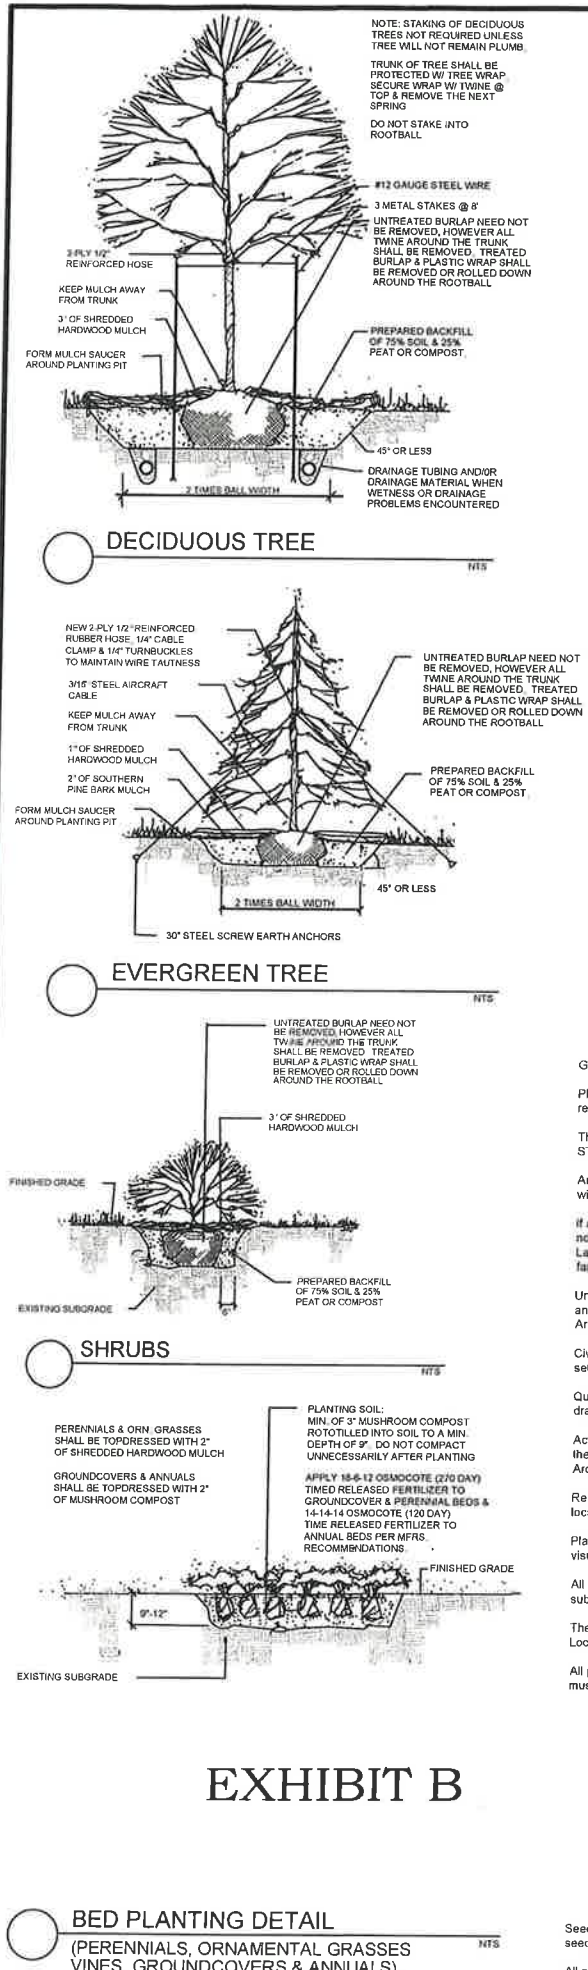 NOTE: STAKING OF DECIDUOUS
TREES NOT REQUIRED UNLESS
TREE WILL NOT REMAIN PLUMB.
TRUNK OF TREE SHALL BE
PROTECTED W/ TREE WRAP
SECURE WRAP W/ TWINE @
TOP & REMOVE THE NEXT
SPRING
DO NOT STAKE INTO
ROOTBALL
#12 GAUGE STEEL WIRE
3 METAL STAKES @ 8'
UNTREATED BURLAP NEED NOT
BE REMOVED, HOWEVER ALL
TWINE AROUND THE TRUNK
SHALL BE REMOVED. TREATED
BURLAP & PLASTIC WRAP SHALL
BE REMOVED OR ROLLED DOWN
AROUND THE ROOTBALL
2-PLY 1/2"
REINFORCED HOSE
KEEP MULCH AWAY
FROM TRUNK
3" OF SHREDDED
HARDWOOD MULCH
FORM MULCH SAUCER
AROUND PLANTING PIT
PREPARED BACKFILL
OF 75% SOIL & 25%
PEAT OR COMPOST.
45° OR LESS
DRAINAGE TUBING AND/OR
DRAINAGE MATERIAL WHEN
WETNESS OR DRAINAGE
PROBLEMS ENCOUNTERED
2 TIMES BALL WIDTH
DECIDUOUS TREE
NTS
NEW 2-PLY 1/2" REINFORCED
RUBBER HOSE, 1/4" CABLE
CLAMP & 1/4" TURNBUCKLES
TO MAINTAIN WIRE TAUTNESS
3/16" STEEL AIRCRAFT
CABLE
KEEP MULCH AWAY
FROM TRUNK
1" OF SHREDDED
HARDWOOD MULCH
2" OF SOUTHERN
PINE BARK MULCH
FORM MULCH SAUCER
AROUND PLANTING PIT
UNTREATED BURLAP NEED NOT
BE REMOVED, HOWEVER ALL
TWINE AROUND THE TRUNK
SHALL BE REMOVED. TREATED
BURLAP & PLASTIC WRAP SHALL
BE REMOVED OR ROLLED DOWN
AROUND THE ROOTBALL
PREPARED BACKFILL
OF 75% SOIL & 25%
PEAT OR COMPOST.
45° OR LESS
2 TIMES BALL WIDTH
30" STEEL SCREW EARTH ANCHORS
EVERGREEN TREE
NTS
UNTREATED BURLAP NEED NOT
BE REMOVED, HOWEVER ALL
TWINE AROUND THE TRUNK
SHALL BE REMOVED TREATED
BURLAP & PLASTIC WRAP SHALL
BE REMOVED OR ROLLED DOWN
AROUND THE ROOTBALL
3" OF SHREDDED
HARDWOOD MULCH
FINISHED GRADE
PREPARED BACKFILL
OF 75% SOIL & 25%
PEAT OR COMPOST
EXISTING SUBGRADE
6"
SHRUBS
NTS
PERENNIALS & ORN. GRASSES
SHALL BE TOPDRESSED WITH 2"
OF SHREDDED HARDWOOD MULCH
GROUNDCOVERS & ANNUALS
SHALL BE TOPDRESSED WITH 2"
OF MUSHROOM COMPOST
PLANTING SOIL:
MIN. OF 3" MUSHROOM COMPOST
ROTOTILLED INTO SOIL TO A MIN.
DEPTH OF 9". DO NOT COMPACT
UNNECESSARILY AFTER PLANTING
APPLY 18-6-12 OSMOCOTE (270 DAY)
TIMED RELEASED FERTILIZER TO
GROUNDCOVER & PERENNIAL BEDS &
14-14-14 OSMOCOTE (120 DAY)
TIME RELEASED FERTILIZER TO
ANNUAL BEDS PER MFRS.
RECOMMENDATIONS.
FINISHED GRADE
9"-12"
EXISTING SUBGRADE
EXHIBIT B
BED PLANTING DETAIL
NTS
(PERENNIALS, ORNAMENTAL GRASSES
VINES, GROUNDCOVERS & ANNUALS)